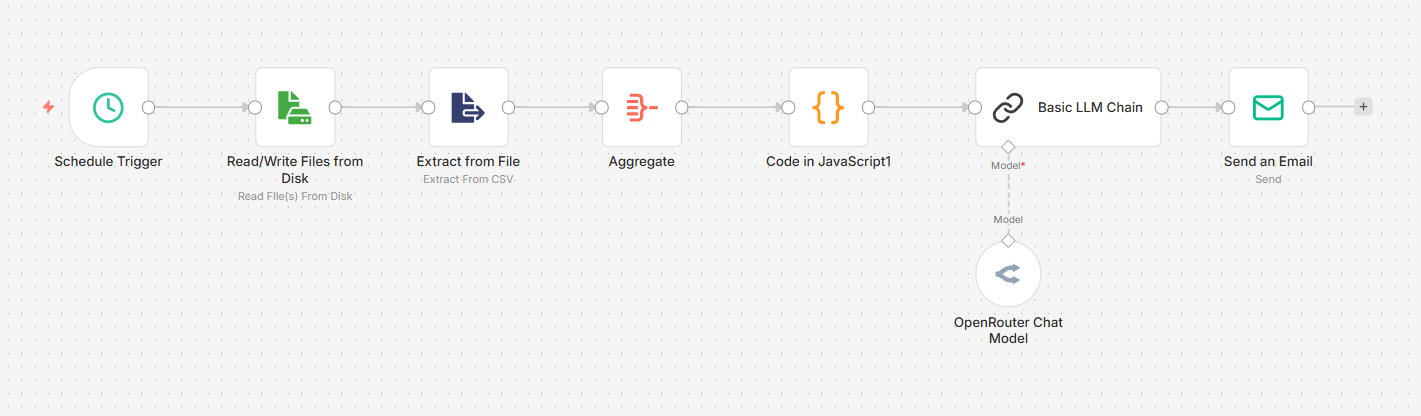 Schedule Trigger
Read/Write Files from
Disk
Read File(s) From Disk
Extract from File
Extract From CSV
Aggregate
Code in JavaScript1
Basic LLM Chain
Model*
Model
OpenRouter Chat
Model
Send an Email
Send